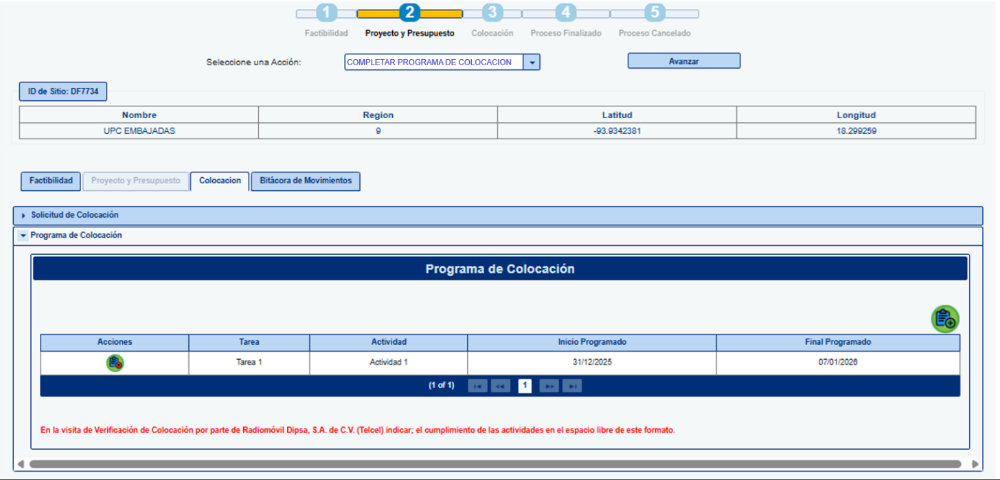 1 2 3 4 5
Factibilidad Proyecto y Presupuesto Colocación Proceso Finalizado Proceso Cancelado
Seleccione una Acción: COMPLETAR PROGRAMA DE COLOCACION Avanzar
ID de Sitio: DF7734
Nombre Region Latitud Longitud
UPC EMBAJADAS 9 -93.9342381 18.299259
Factibilidad Proyecto y Presupuesto Colocacion Bitácora de Movimientos
Solicitud de Colocación
Programa de Colocación
Programa de Colocación
Acciones Tarea Actividad Inicio Programado Final Programado
Tarea 1 Actividad 1 31/12/2025 07/01/2026
(1 of 1) 1
En la visita de Verificación de Colocación por parte de Radiomóvil Dipsa, S.A. de C.V. (Telcel) indicar; el cumplimiento de las actividades en el espacio libre de este formato.